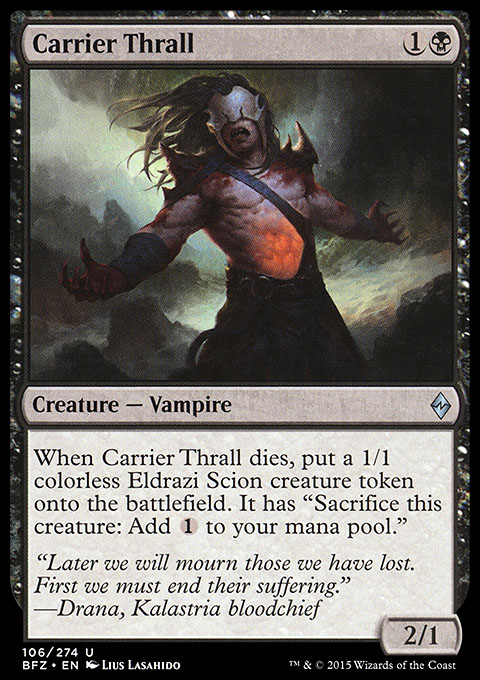 Carrier Thrall 1
Creature — Vampire
When Carrier Thrall dies, put a 1/1
colorless Eldrazi Scion creature token
onto the battlefield. It has “Sacrifice this
creature: Add 1 to your mana pool.”
“Later we will mourn those we have lost.
First we must end their suffering.”
—Drana, Kalastria bloodchief
2/1
106/274 U
BFZ • EN Lius Lasahido
™ & © 2015 Wizards of the Coast